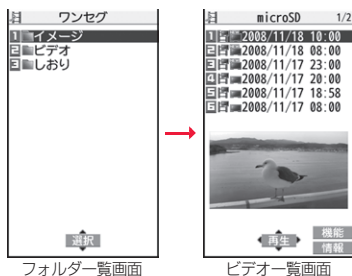 ワンセグ
1 イメージ
2 ビデオ
3 しおり
選択
フォルダ一覧画面
microSD 1/2
1 2008/11/18 10:00
2 2008/11/18 08:00
3 2008/11/17 23:00
4 2008/11/17 20:00
5 2008/11/17 18:58
6 2008/11/17 08:00
再生
機能
情報
ビデオ一覧画面